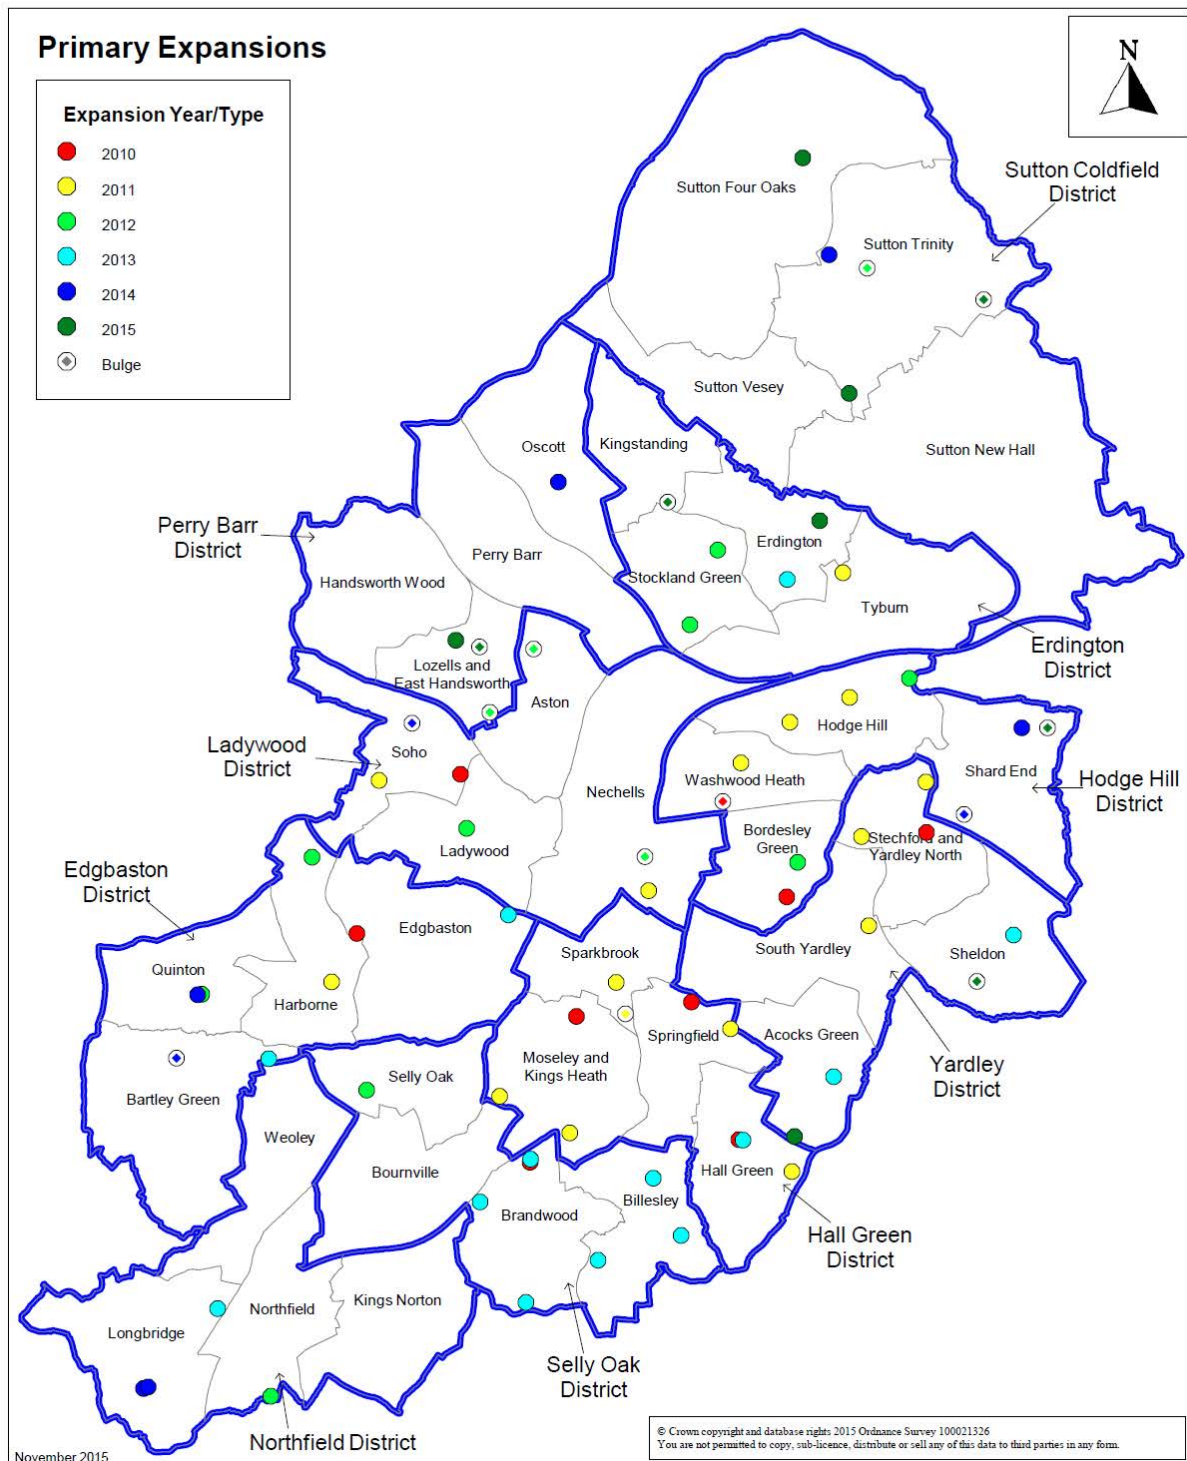 Primary Expansions
Expansion Year/Type
2010
2011
2012
2013
2014
2015
Bulge
N
Sutton Coldfield
District
Sutton Four Oaks
Sutton Trinity
Sutton Vesey
Sutton New Hall
Oscott
Kingstanding
Perry Barr
District
Perry Barr
Erdington
Handsworth Wood
Stockland Green
Tyburn
Erdington
District
Lozells and
East Handsworth
Aston
Hodge Hill
Ladywood
District
Soho
Nechells
Washwood Heath
Shard End
Hodge Hill
District
Bordesley
Green
Stechford and
Yardley North
Ladywood
Edgbaston
District
Edgbaston
Quinton
Harborne
Sparkbrook
South Yardley
Sheldon
Springfield
Acocks Green
Moseley and
Kings Heath
Yardley
District
Selly Oak
Bartley Green
Weoley
Bournville
Hall Green
Billesley
Brandwood
Hall Green
District
Northfield
Kings Norton
Longbridge
Selly Oak
District
Northfield District
© Crown copyright and database rights 2015 Ordnance Survey 100021326
You are not permitted to copy, sub-licence, distribute or sell any of this data to third parties in any form.
November 2015